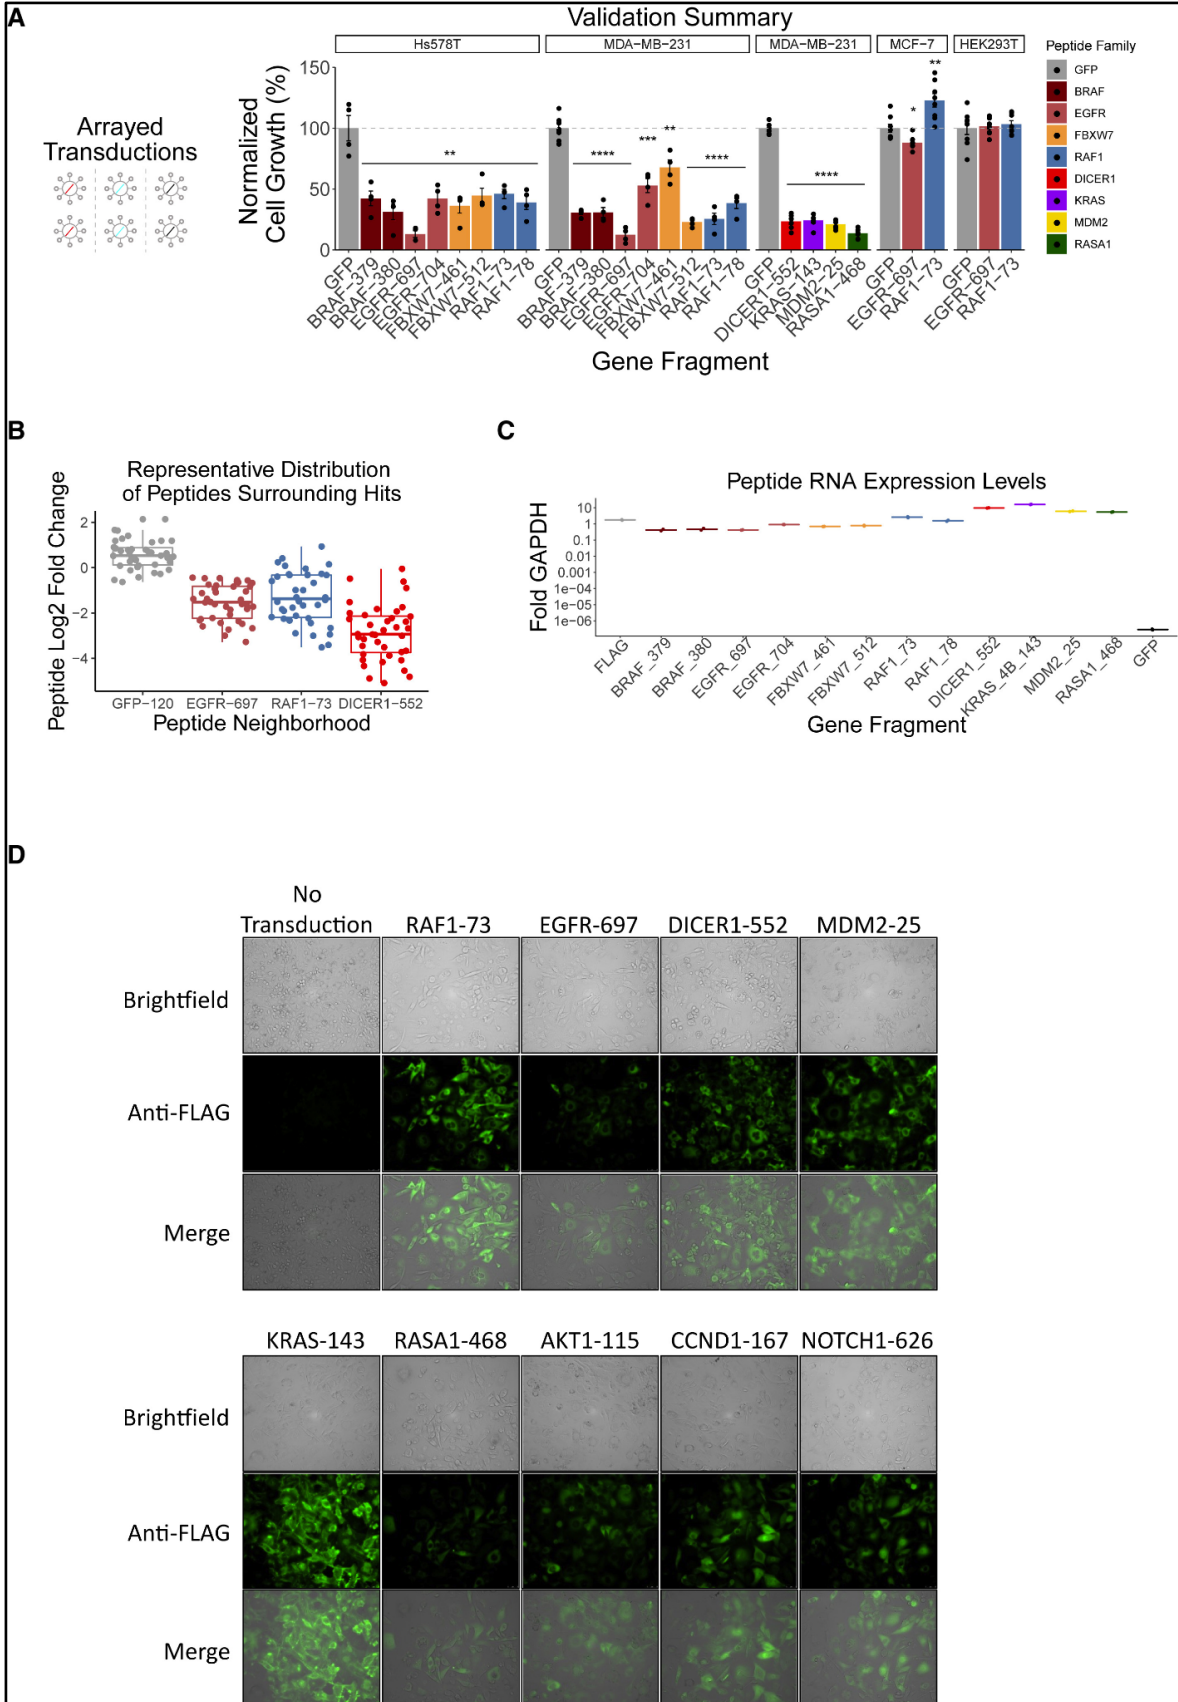 A
Validation Summary
Arrayed
Transductions
Hs578T
MDA-MB-231
MDA-MB-231
MCF-7
HEK293T
Normalized
Cell Growth (%)
150
100
50
0
**
****
***
**
****
****
*
**
GFP
BRAF-379
BRAF-380
EGFR-697
EGFR-704
FBXW7-461
FBXW7-512
RAF1-73
RAF1-78
GFP
BRAF-379
BRAF-380
EGFR-697
EGFR-704
FBXW7-461
FBXW7-512
RAF1-73
RAF1-78
GFP
DICER1-552
KRAS-143
MDM2-25
RASA1-468
GFP
EGFR-697
RAF1-73
GFP
EGFR-697
RAF1-73
Gene Fragment
Peptide Family
GFP
BRAF
EGFR
FBXW7
RAF1
DICER1
KRAS
MDM2
RASA1
B
Representative Distribution
of Peptides Surrounding Hits
Peptide Log2 Fold Change
2
0
-2
-4
GFP-120
EGFR-697
RAF1-73
DICER1-552
Peptide Neighborhood
C
Peptide RNA Expression Levels
Fold GAPDH
10
1
0.1
0.01
0.001
1e-04
1e-05
1e-06
FLAG
BRAF_379
BRAF_380
EGFR_697
EGFR_704
FBXW7_461
FBXW7_512
RAF1_73
RAF1_78
DICER1_552
KRAS_4B_143
MDM2_25
RASA1_468
GFP
Gene Fragment
D
No
Transduction
RAF1-73
EGFR-697
DICER1-552
MDM2-25
Brightfield
Anti-FLAG
Merge
KRAS-143
RASA1-468
AKT1-115
CCND1-167
NOTCH1-626
Brightfield
Anti-FLAG
Merge